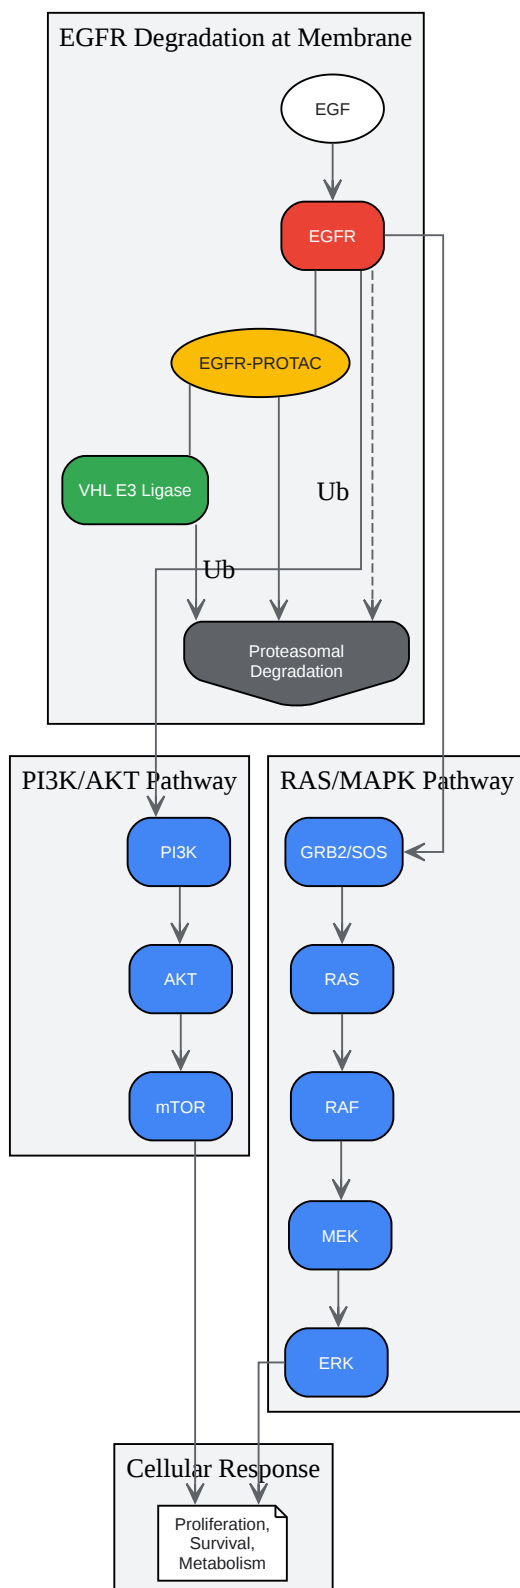 EGFR Degradation at Membrane
EGF
EGFR
EGFR-PROTAC
VHL E3 Ligase
Ub
Ub
Proteasomal
Degradation
PI3K/AKT Pathway
RAS/MAPK Pathway
PI3K
GRB2/SOS
AKT
RAS
mTOR
RAF
MEK
ERK
Cellular Response
Proliferation,
Survival,
Metabolism